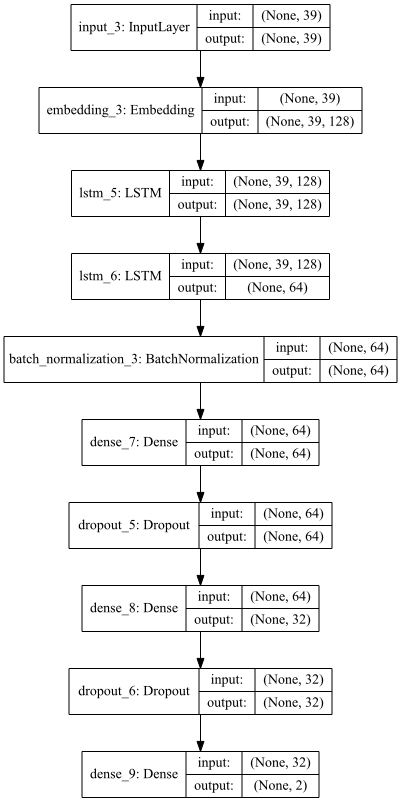 input_3: InputLayer
input: (None, 39)
output: (None, 39)
embedding_3: Embedding
input: (None, 39)
output: (None, 39, 128)
lstm_5: LSTM
input: (None, 39, 128)
output: (None, 39, 128)
lstm_6: LSTM
input: (None, 39, 128)
output: (None, 64)
batch_normalization_3: BatchNormalization
input: (None, 64)
output: (None, 64)
dense_7: Dense
input: (None, 64)
output: (None, 64)
dropout_5: Dropout
input: (None, 64)
output: (None, 64)
dense_8: Dense
input: (None, 64)
output: (None, 32)
dropout_6: Dropout
input: (None, 32)
output: (None, 32)
dense_9: Dense
input: (None, 32)
output: (None, 2)